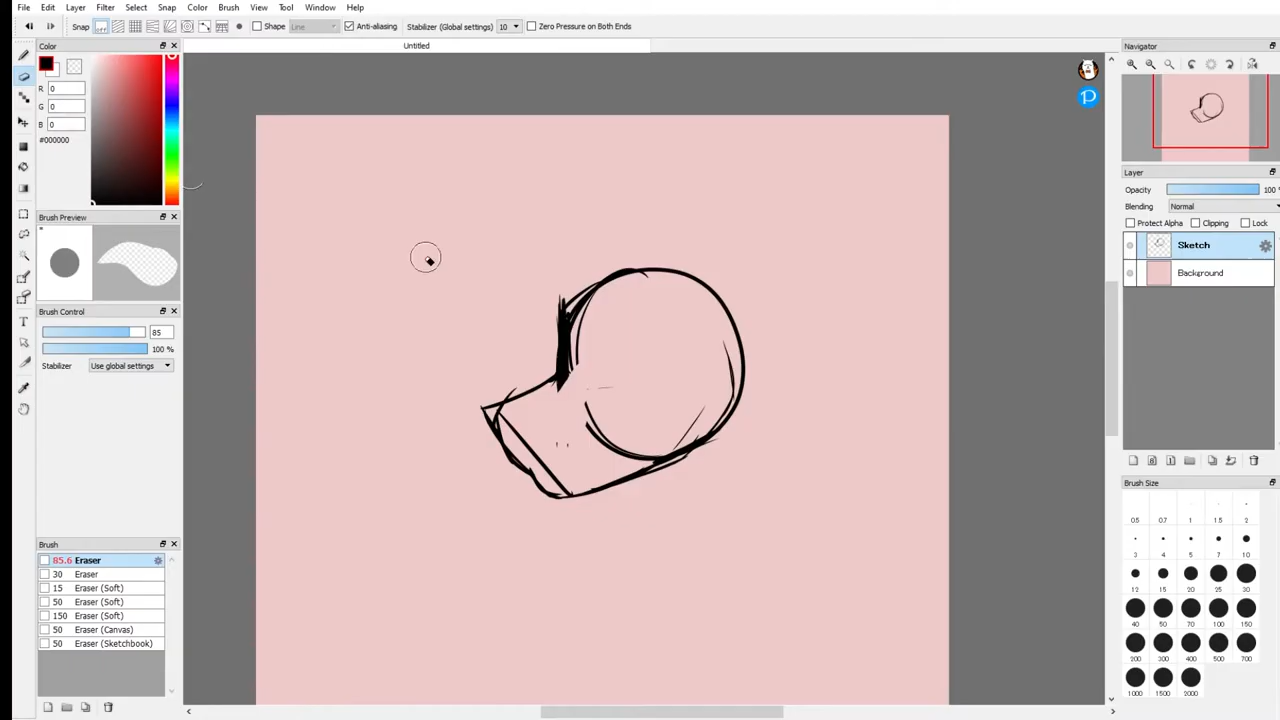 File Edit Layer Filter Select Snap Color Brush View Tool Window Help
Snap OFF Shape Line Anti-aliasing Stabilizer (Global settings) 10 Zero Pressure on Both Ends
Color
Untitled
Navigator
R 0
G 0
B 0
#000000
Layer
Opacity 100 %
Blending Normal
Protect Alpha Clipping Lock
Sketch
Background
Brush Preview
Brush Control
85
100 %
Stabilizer Use global settings
Brush
85.6 Eraser
30 Eraser
15 Eraser (Soft)
50 Eraser (Soft)
150 Eraser (Soft)
50 Eraser (Canvas)
50 Eraser (Sketchbook)
8 1
Brush Size
0.5 0.7 1 1.5 2
3 4 5 7 10
12 15 20 25 30
40 50 70 100 150
200 300 400 500 700
1000 1500 2000